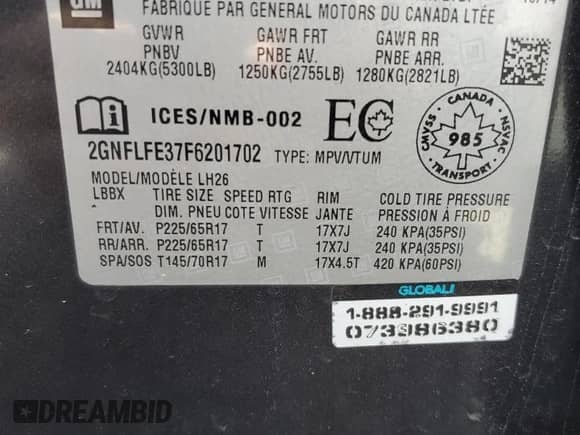 GM
FABRIQUÉ PAR GENERAL MOTORS DU CANADA LTÉE
GVWR GAWR FRT GAWR RR
PNBV PNBE AV. PNBE ARR.
2404KG(5300LB) 1250KG(2755LB) 1280KG(2821LB)
ICES/NMB-002 EC
CANADA
CMVSS NSVAC
985
TRANSPORT
2GNFLFE37F6201702 TYPE: MPV/VTUM
MODEL/MODÈLE LH26
LBBX TIRE SIZE SPEED RTG RIM COLD TIRE PRESSURE
DIM. PNEU COTE VITESSE JANTE PRESSION À FROID
FRT/AV. P225/65R17 T 17X7J 240 KPA(35PSI)
RR/ARR. P225/65R17 T 17X7J 240 KPA(35PSI)
SPA/SOS T145/70R17 M 17X4.5T 420 KPA(60PSI)
GLOBALI
1-888-291-9991
073986380
DREAMBID